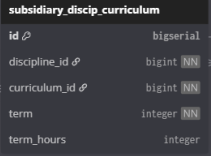 subsidiary_discip_curriculum
id bigserial
discipline_id bigint NN
curriculum_id bigint NN
term integer NN
term_hours integer